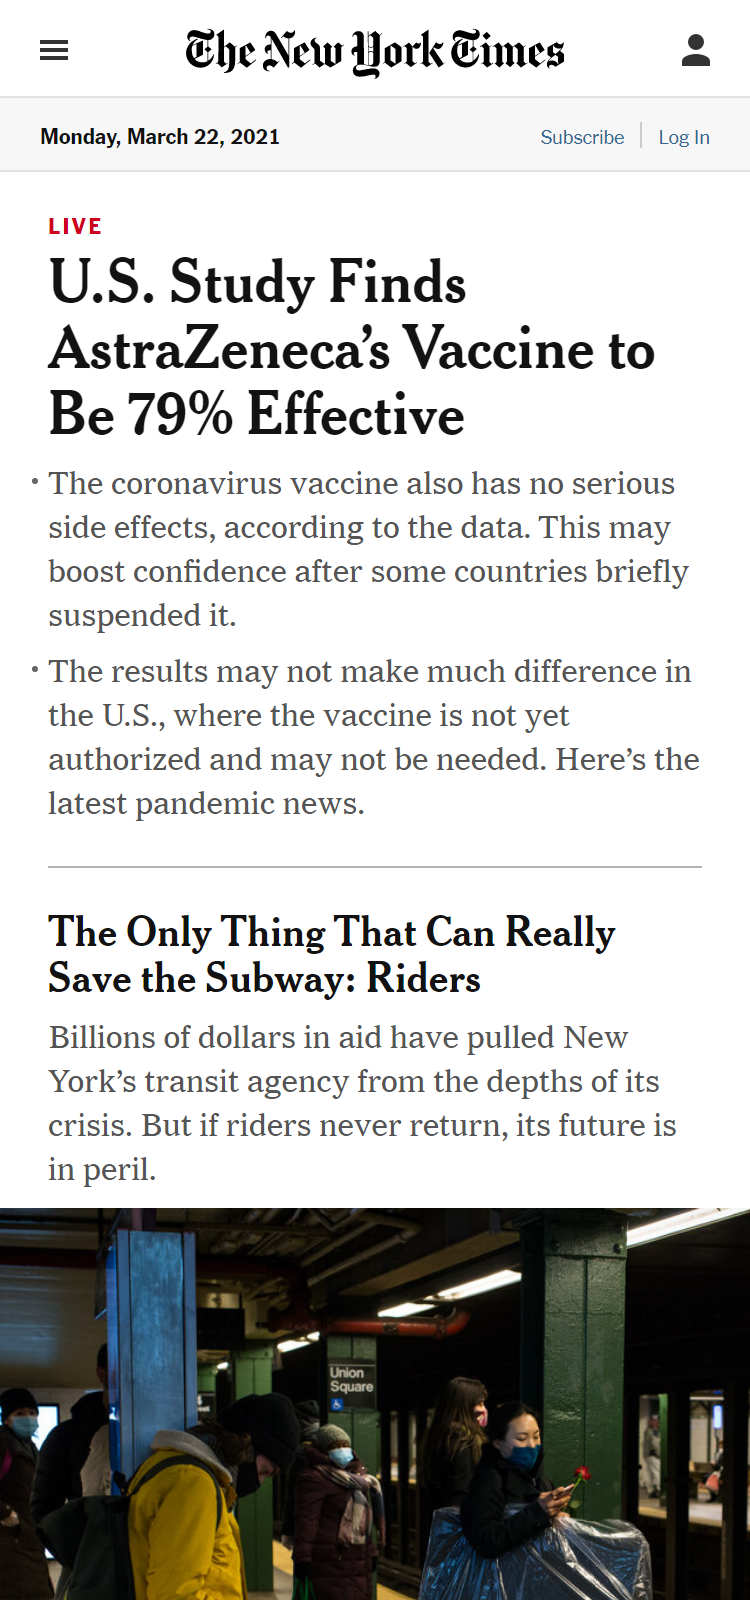 The New York Times
Monday, March 22, 2021
Subscribe
Log In
LIVE
U.S. Study Finds
AstraZeneca’s Vaccine to
Be 79% Effective
• The coronavirus vaccine also has no serious
side effects, according to the data. This may
boost confidence after some countries briefly
suspended it.
• The results may not make much difference in
the U.S., where the vaccine is not yet
authorized and may not be needed. Here’s the
latest pandemic news.
The Only Thing That Can Really
Save the Subway: Riders
Billions of dollars in aid have pulled New
York’s transit agency from the depths of its
crisis. But if riders never return, its future is
in peril.
Union
Square